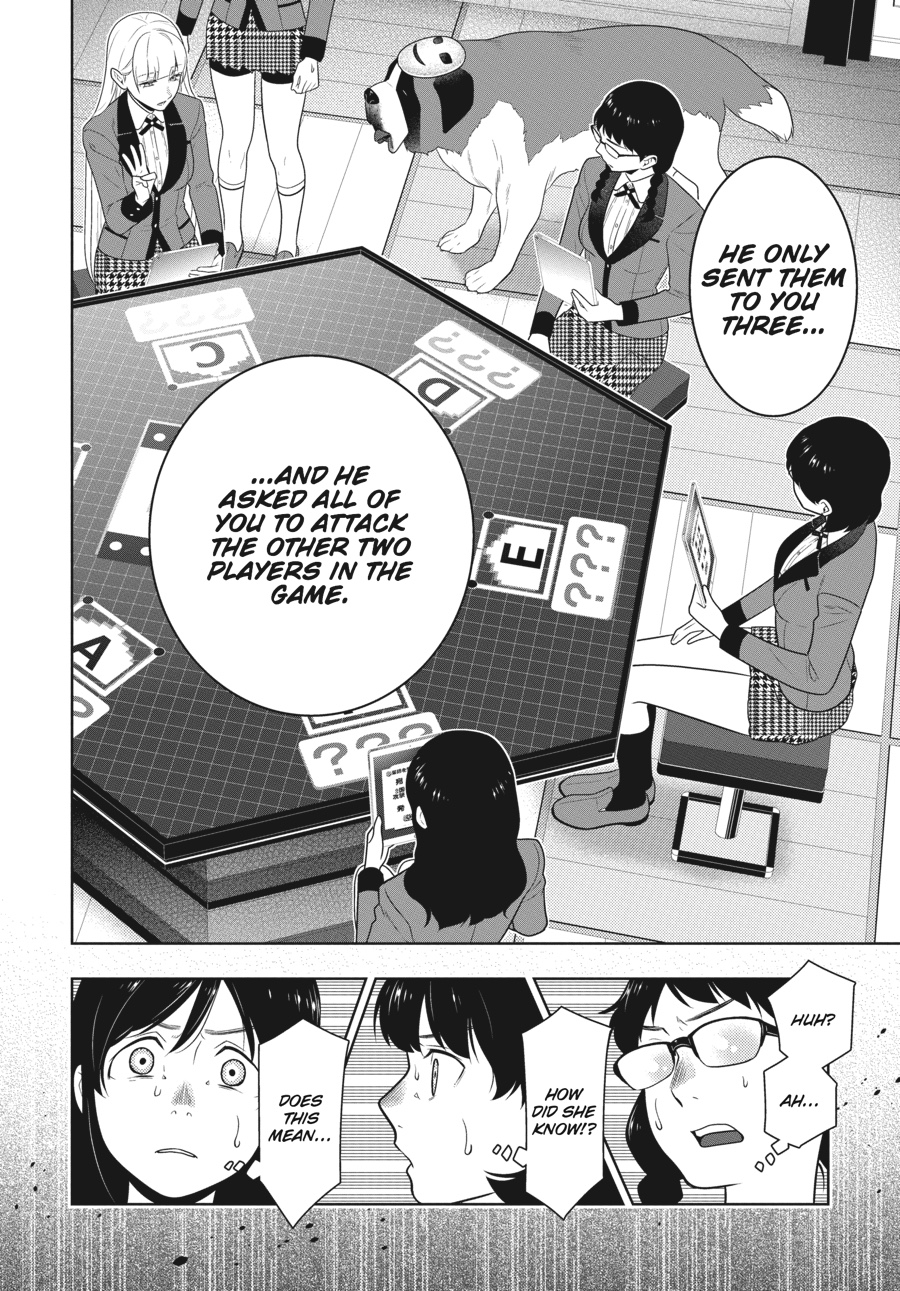 HE ONLY
SENT THEM
TO YOU
THREE...
...AND HE
ASKED ALL OF
YOU TO ATTACK
THE OTHER TWO
PLAYERS IN THE
GAME.
???
C
???
D
???
E
A
??
???
HUH?
AH...
HOW
DID SHE
KNOW!?
DOES
THIS
MEAN...